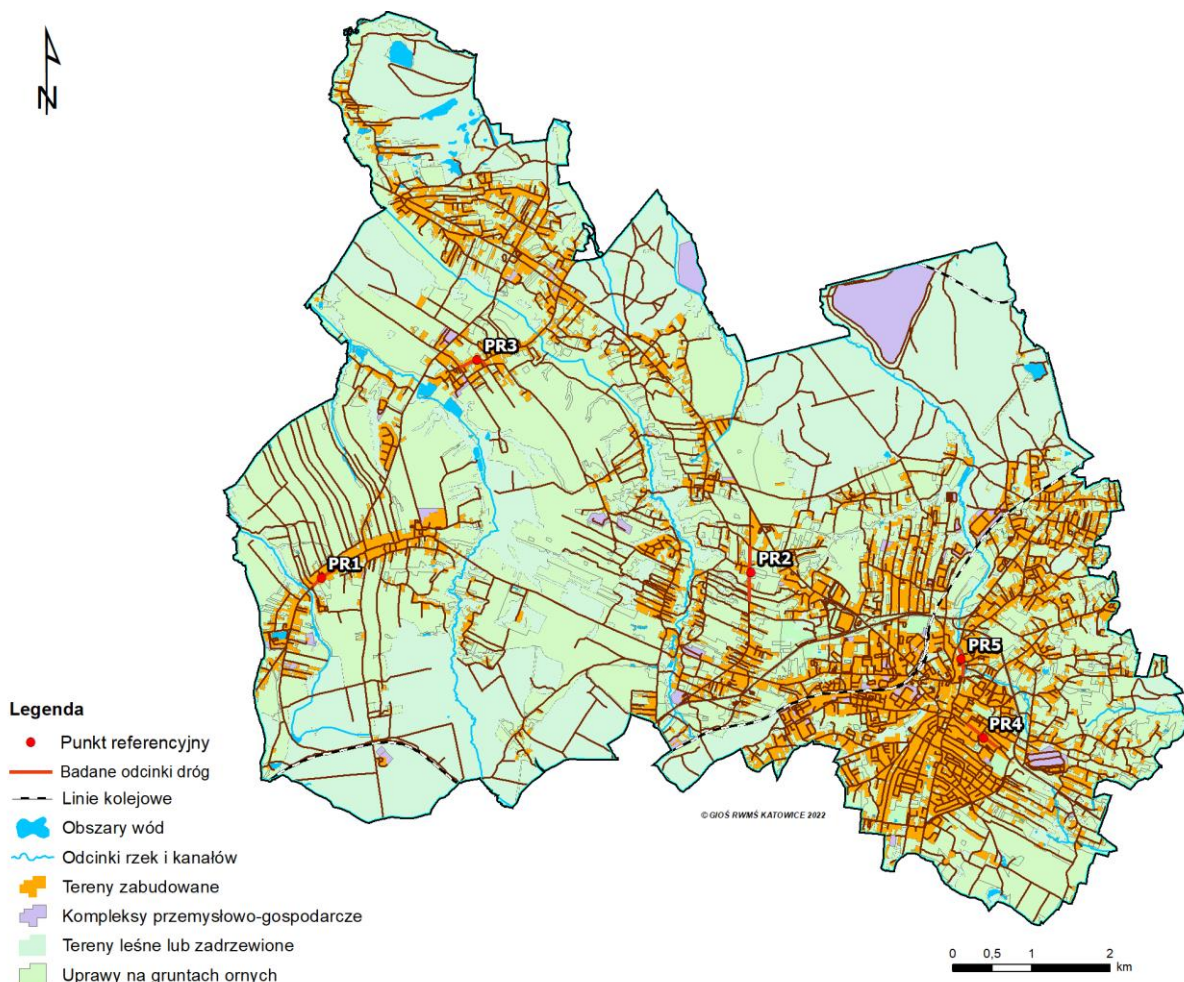 N
PR3
PR1
PR2
PR5
PR4
Legenda
Punkt referencyjny
Badane odcinki dróg
Linie kolejowe
Obszary wód
Odcinki rzek i kanałów
Tereny zabudowane
Kompleksy przemysłowo-gospodarcze
Tereny leśne lub zadrzewione
Uprawy na gruntach ornych
©GIOŚ RWMŚ KATOWICE 2022
0 0,5 1 2
km